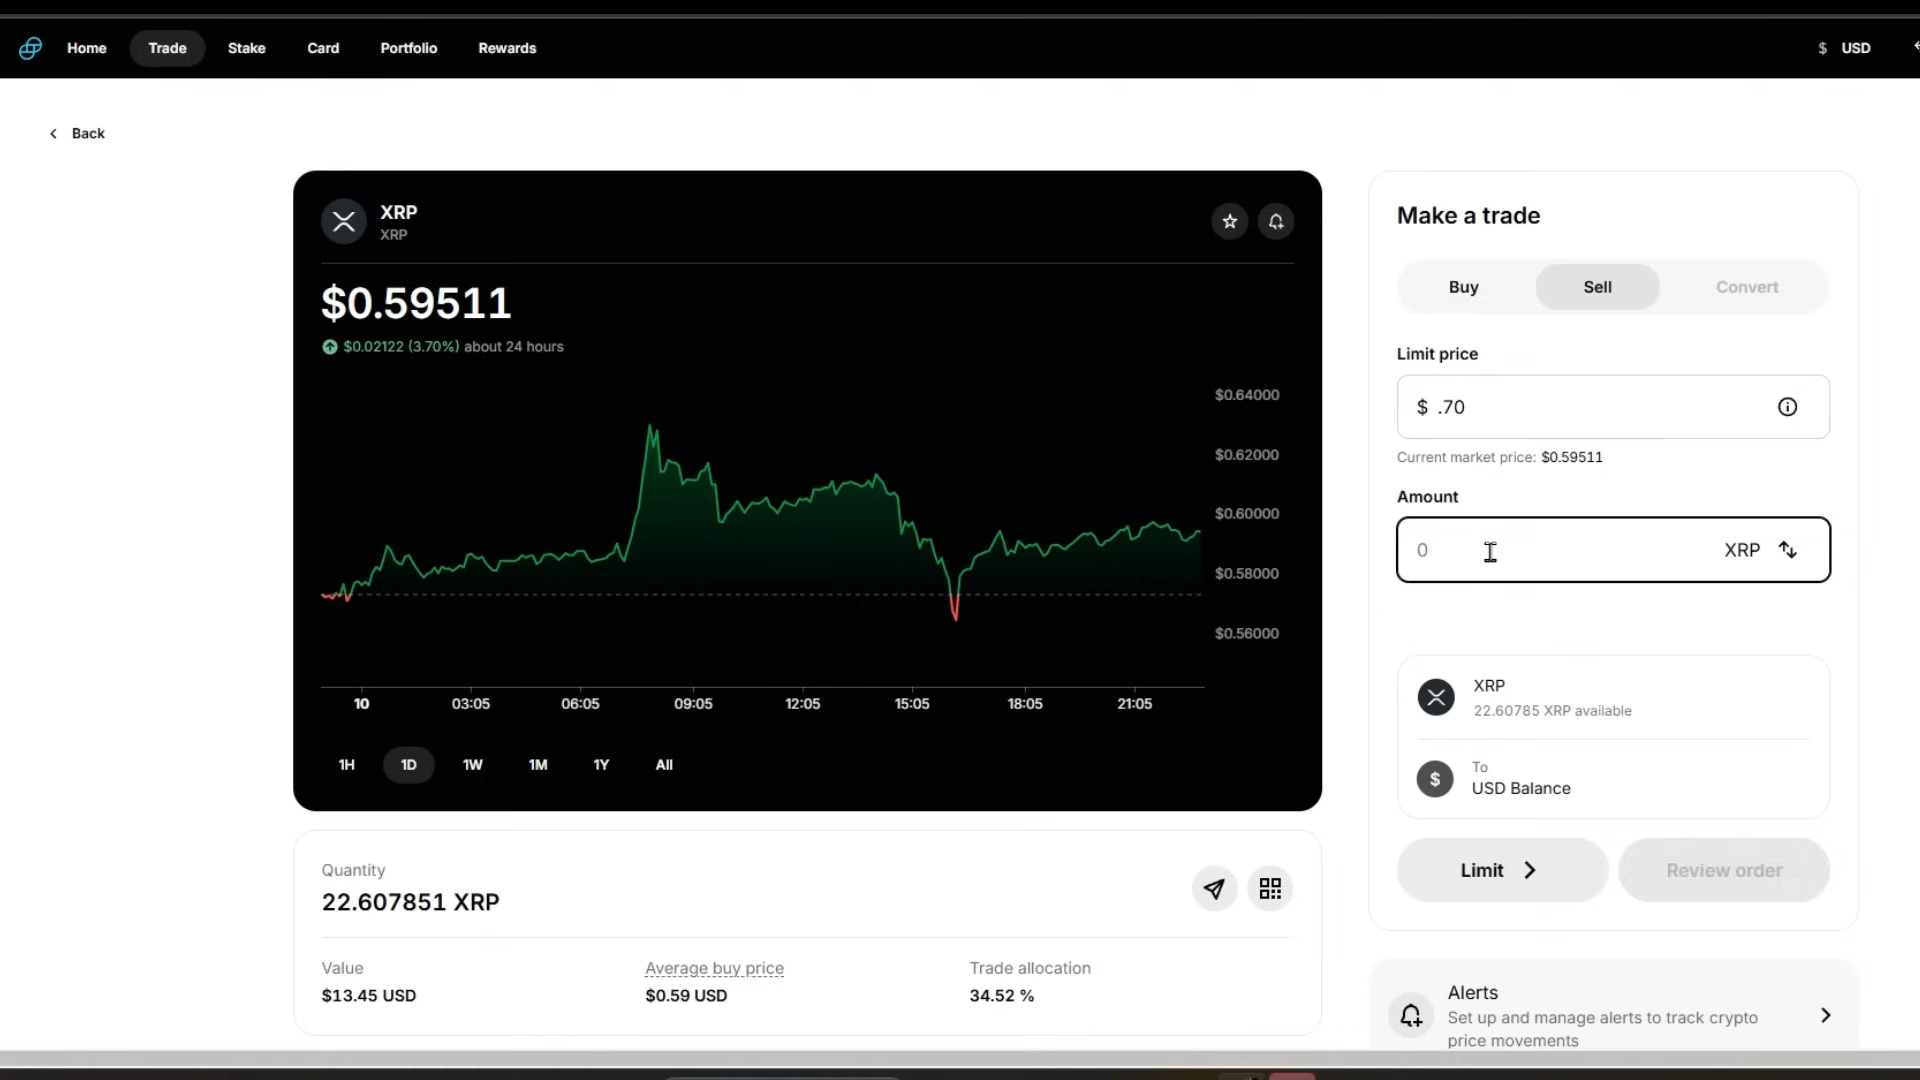 Home Trade Stake Card Portfolio Rewards $ USD
Back
XRP
XRP
$0.59511
$0.02122 (3.70%) about 24 hours
$0.64000
$0.62000
$0.60000
$0.58000
$0.56000
10 03:05 06:05 09:05 12:05 15:05 18:05 21:05
1H 1D 1W 1M 1Y All
Quantity
22.607851 XRP
Value Average buy price Trade allocation
$13.45 USD $0.59 USD 34.52 %
Make a trade
Buy Sell Convert
Limit price
$ .70
Current market price: $0.59511
Amount
0 XRP
XRP
22.60785 XRP available
$ To
USD Balance
Limit Review order
Alerts
Set up and manage alerts to track crypto
price movements